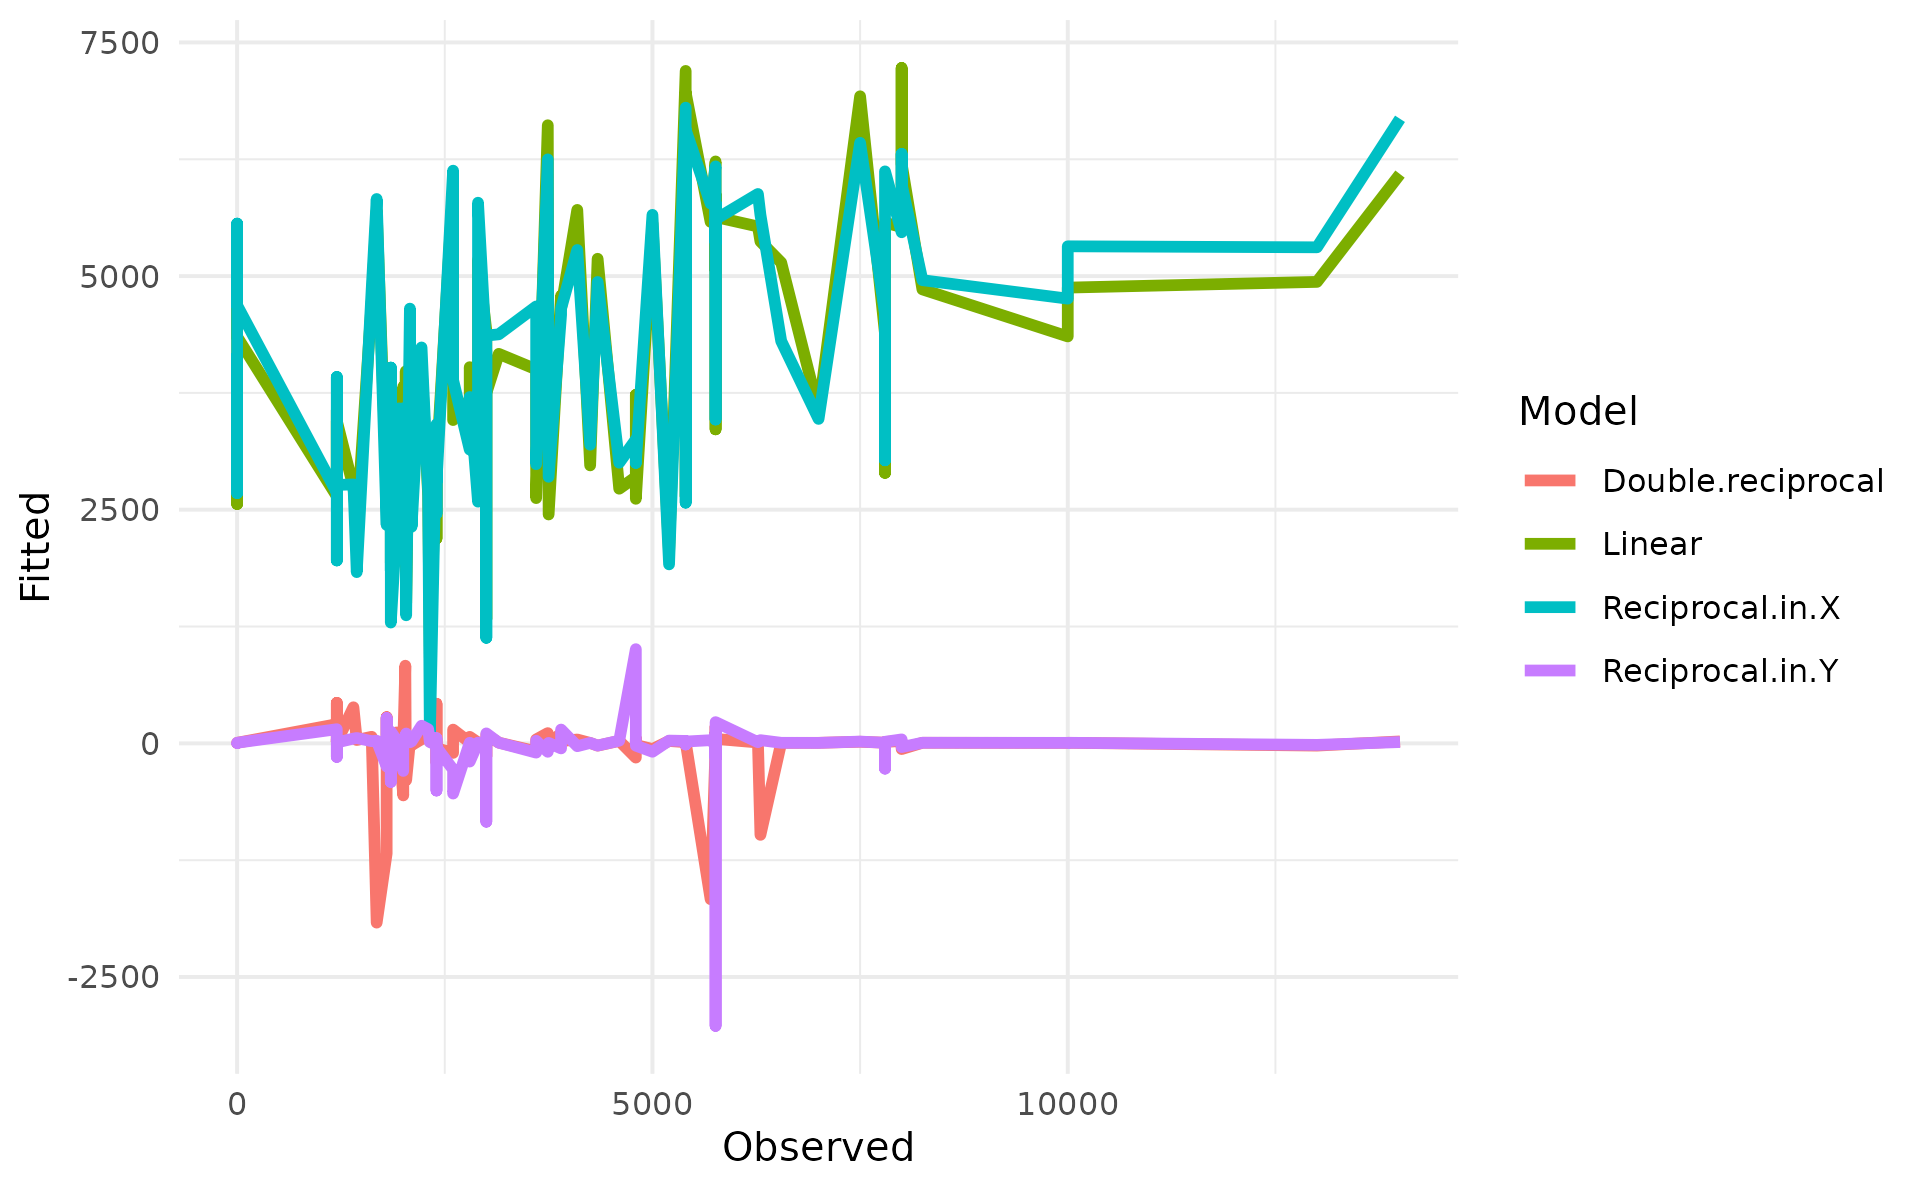 7500
5000
2500
0
-2500
Fitted
0
5000
10000
Observed
Model
Double.reciprocal
Linear
Reciprocal.in.X
Reciprocal.in.Y